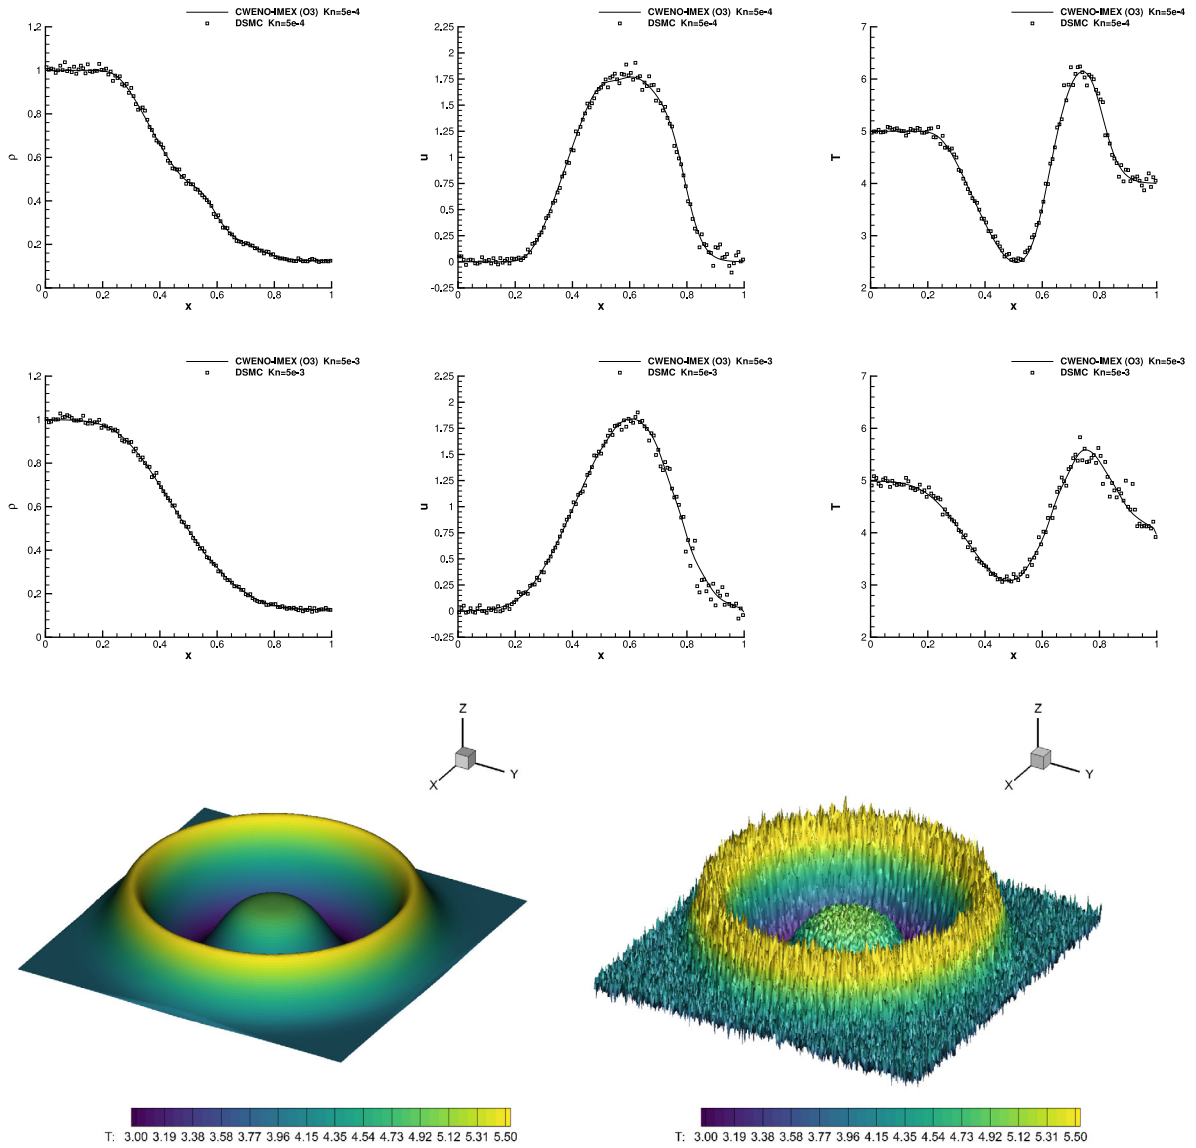 CWENO-IMEX (O3) Kn=5e-4
DSMC Kn=5e-4
1.2
1
0.8
0.6
0.4
0.2
0
ρ
0 0.2 0.4 0.6 0.8 1
x
CWENO-IMEX (O3) Kn=5e-4
DSMC Kn=5e-4
2.25
2
1.75
1.5
1.25
1
0.75
0.5
0.25
0
-0.25
u
0 0.2 0.4 0.6 0.8 1
x
CWENO-IMEX (O3) Kn=5e-4
DSMC Kn=5e-4
7
6
5
4
3
2
T
0 0.2 0.4 0.6 0.8 1
x
CWENO-IMEX (O3) Kn=5e-3
DSMC Kn=5e-3
1.2
1
0.8
0.6
0.4
0.2
0
ρ
0 0.2 0.4 0.6 0.8 1
x
CWENO-IMEX (O3) Kn=5e-3
DSMC Kn=5e-3
2.25
2
1.75
1.5
1.25
1
0.75
0.5
0.25
0
-0.25
u
0 0.2 0.4 0.6 0.8 1
x
CWENO-IMEX (O3) Kn=5e-3
DSMC Kn=5e-3
7
6
5
4
3
2
T
0 0.2 0.4 0.6 0.8 1
x
Z
X
Y
T: 3.00 3.19 3.38 3.58 3.77 3.96 4.15 4.35 4.54 4.73 4.92 5.12 5.31 5.50
Z
X
Y
T: 3.00 3.19 3.38 3.58 3.77 3.96 4.15 4.35 4.54 4.73 4.92 5.12 5.31 5.50